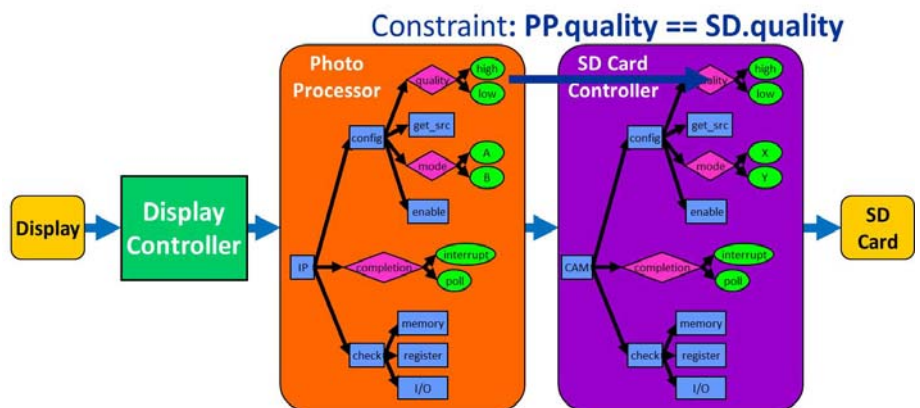 Constraint: PP.quality == SD.quality
Photo
Processor
quality
high
low
config
get_src
mode
A
B
enable
IP
completion
interrupt
poll
check
memory
register
I/O
SD Card
Controller
high
low
config
get_src
mode
X
Y
enable
CAM
completion
interrupt
poll
check
memory
register
I/O
Display
Display
Controller
SD
Card